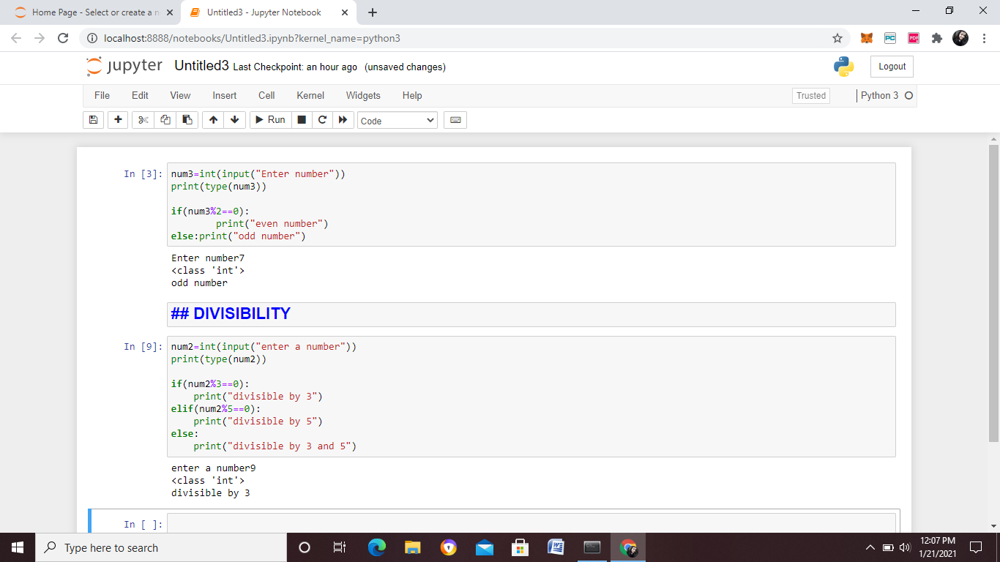 Home Page - Select or create a n
Untitled3 - Jupyter Notebook
localhost:8888/notebooks/Untitled3.ipynb?kernel_name=python3
PC
PDF
jupyter Untitled3 Last Checkpoint: an hour ago (unsaved changes)
Logout
File Edit View Insert Cell Kernel Widgets Help
Trusted
Python 3
Run
Code
In [3]:
num3=int(input("Enter number"))
print(type(num3))
if(num3%2==0):
        print("even number")
else:print("odd number")
Enter number7
<class 'int'>
odd number
## DIVISIBILITY
In [9]:
num2=int(input("enter a number"))
print(type(num2))
if(num2%3==0):
    print("divisible by 3")
elif(num2%5==0):
    print("divisible by 5")
else:
    print("divisible by 3 and 5")
enter a number9
<class 'int'>
divisible by 3
In [ ]:
Type here to search
12:07 PM
1/21/2021